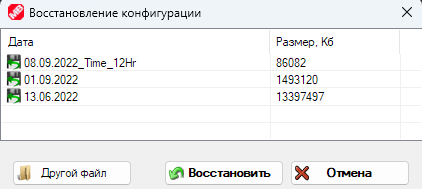 Восстановление конфигурации
Дата Размер, Кб
08.09.2022_Time_12Hr 86082
01.09.2022 1493120
13.06.2022 13397497
Другой файл Восстановить Отмена